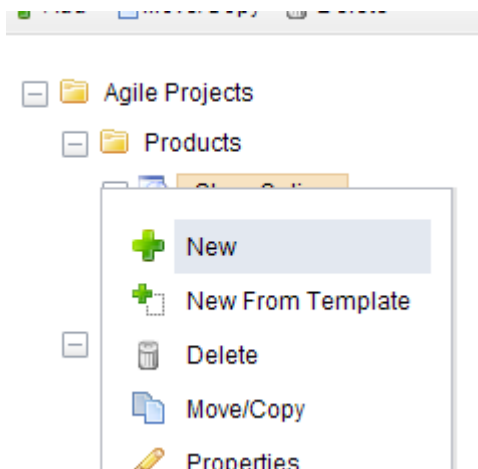 Agile Projects
Products
New
New From Template
Delete
Move/Copy
Properties